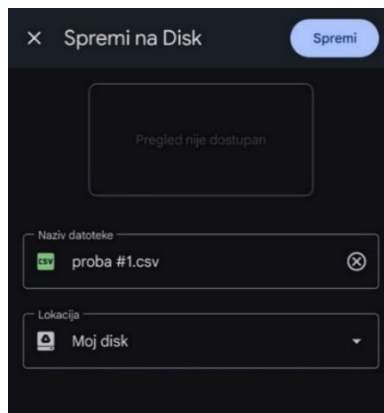 Spremi na Disk
Spremi
Pregled nije dostupan
Naziv datoteke
CSV
proba #1.csv
Lokacija
Moj disk